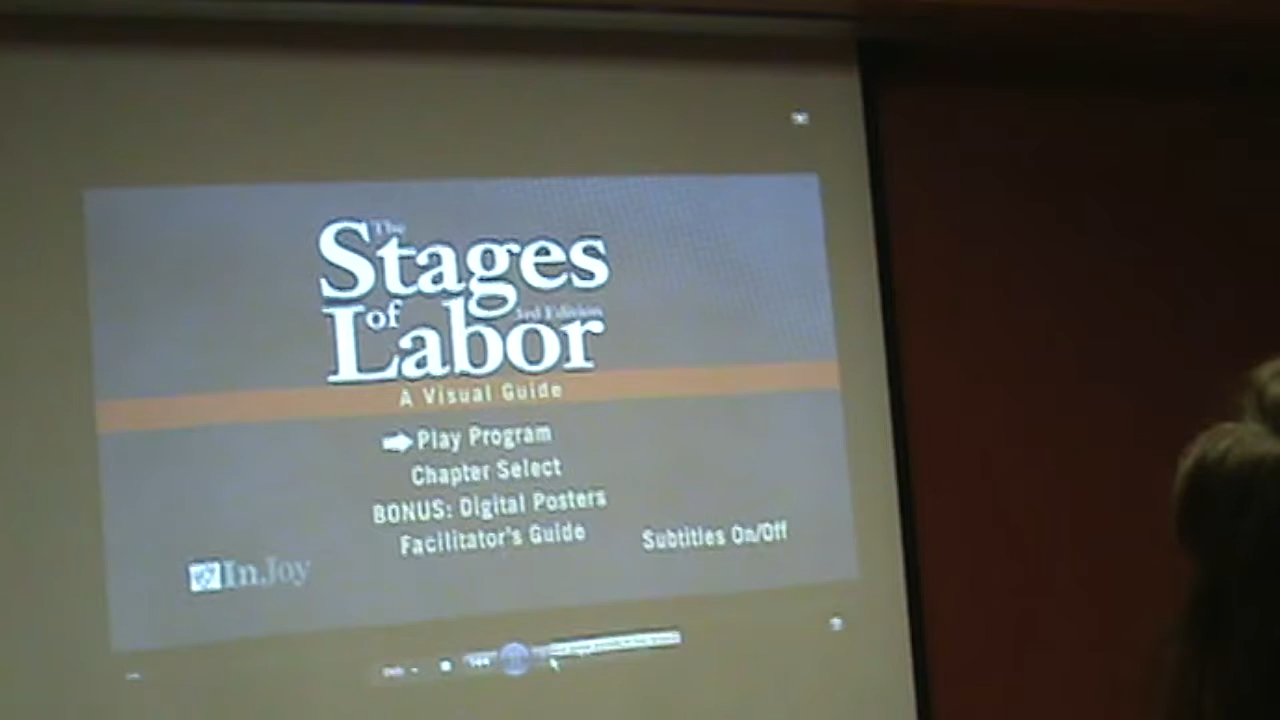 The
Stages
of
3rd Edition
Labor
A Visual Guide
Play Program
Chapter Select
BONUS: Digital Posters
Facilitator's Guide
Subtitles On/Off
InJoy